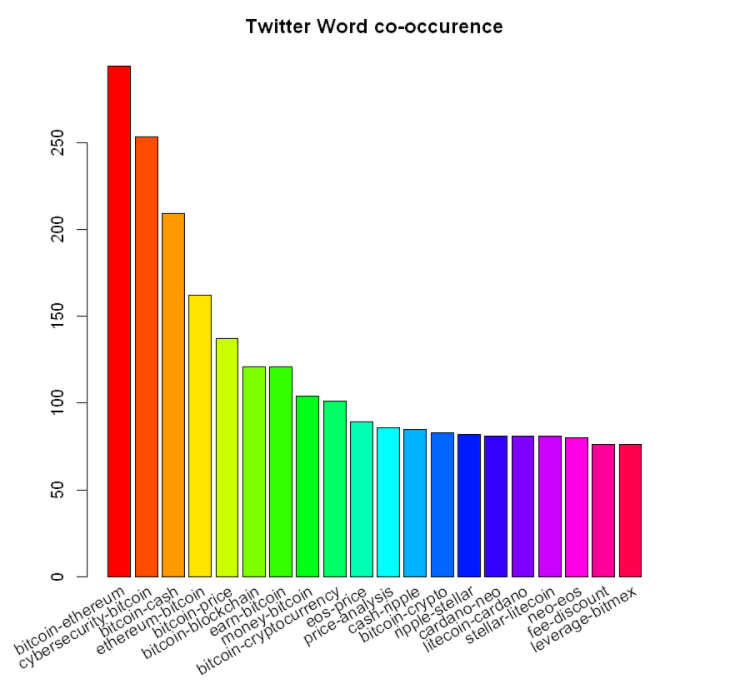 Twitter Word co-occurence
250
200
150
100
50
0
bitcoin-ethereum
cybersecurity-bitcoin
bitcoin-cash
ethereum-bitcoin
bitcoin-price
bitcoin-blockchain
earn-bitcoin
money-bitcoin
bitcoin-cryptocurrency
eos-price
price-analysis
cash-ripple
bitcoin-crypto
ripple-stellar
cardano-neo
litecoin-cardano
stellar-litecoin
neo-eos
fee-discount
leverage-bitmex